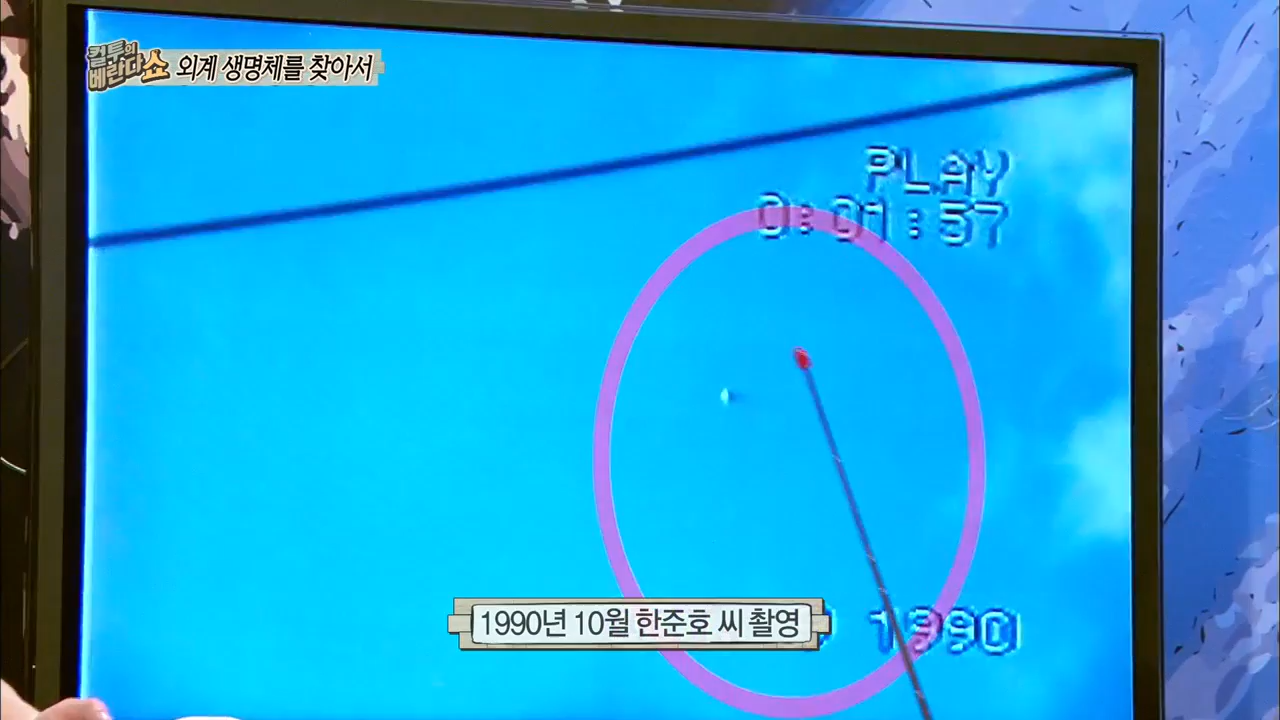 컬투의
베란다쇼 외계 생명체를 찾아서
PLAY
0:01:57
1990년 10월 한준호 씨 촬영
1990